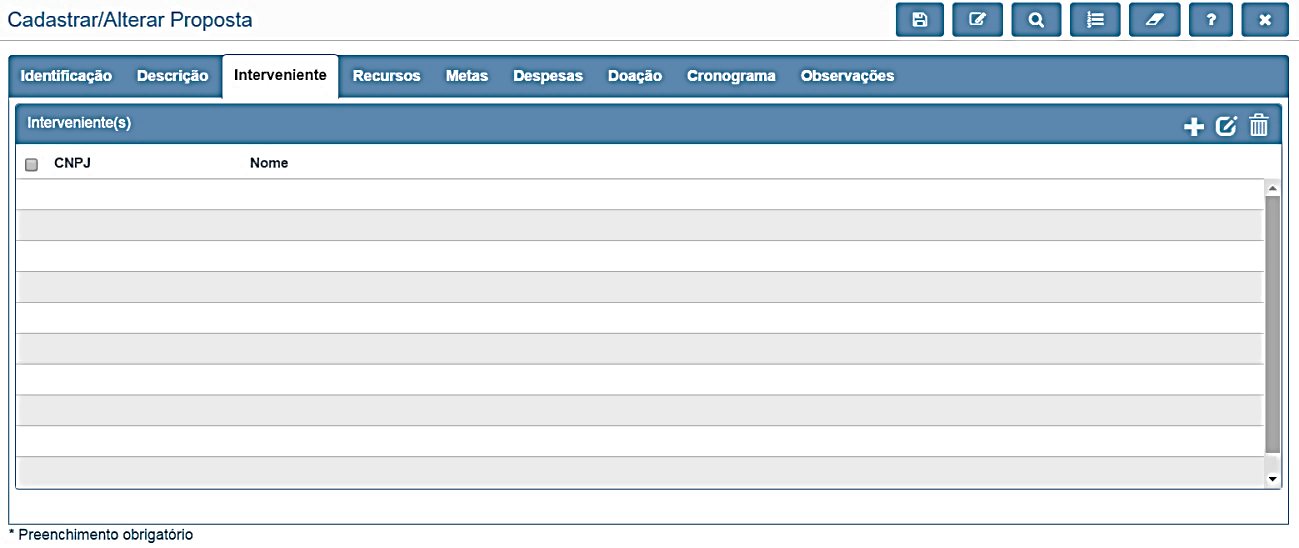 Cadastrar/Alterar Proposta
Identificação Descrição Interveniente Recursos Metas Despesas Doação Cronograma Observações
Interveniente(s)
CNPJ Nome
* Preenchimento obrigatório